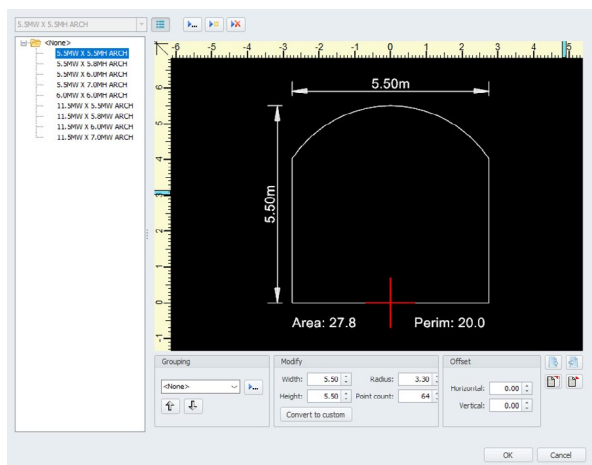 5.5MW X 5.5MH ARCH
<None>
5.5MW X 5.5MH ARCH
5.5MW X 5.8MH ARCH
5.5MW X 6.0MH ARCH
5.5MW X 7.0MH ARCH
6.0MW X 6.0MH ARCH
11.5MW X 5.5MW ARCH
11.5MW X 5.8MW ARCH
11.5MW X 6.0MW ARCH
11.5MW X 7.0MW ARCH
-6 -5 -4 -3 -2 -1 0 1 2 3 4 5
6
5
4
3
2
1
0
-1
5.50m
5.50m
Area: 27.8 Perim: 20.0
Grouping
<None>
Modify
Width: 5.50 Radius: 3.30
Height: 5.50 Point count: 64
Convert to custom
Offset
Horizontal: 0.00
Vertical: 0.00
OK Cancel